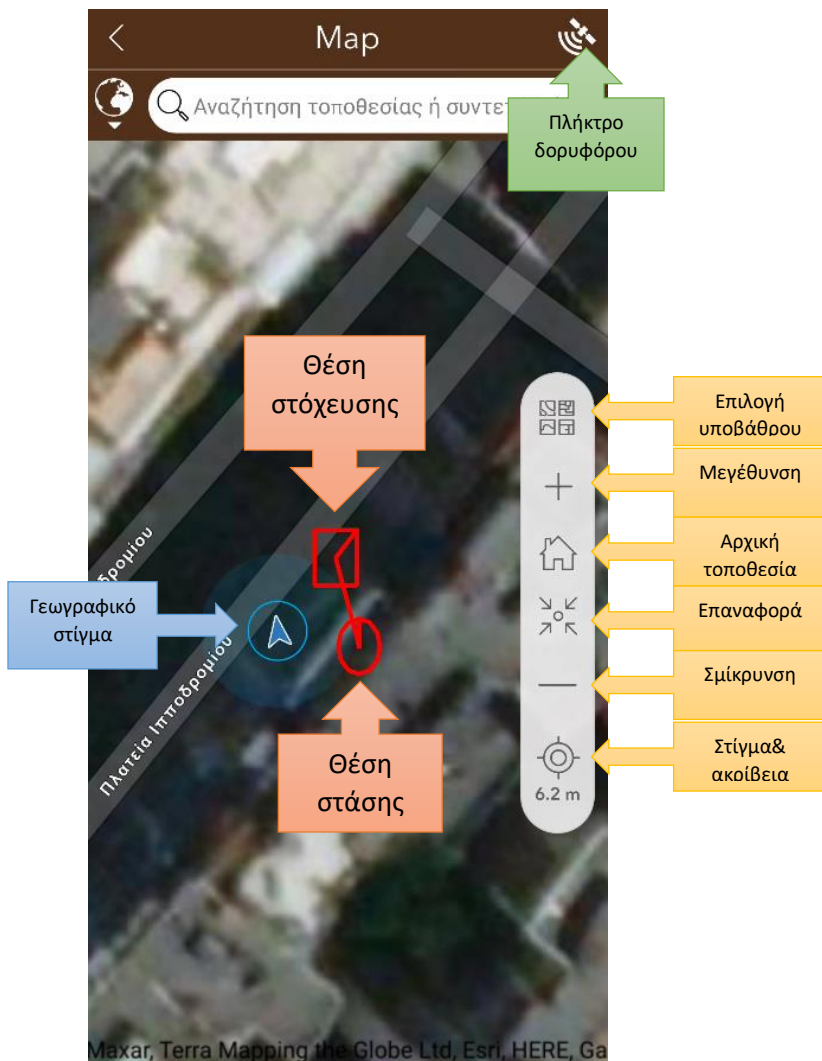 Map
Αναζήτηση τοποθεσίας ή συντετ
Πλήκτρο
δορυφόρου
Θέση
στόχευσης
Επιλογή
υποβάθρου
Μεγέθυνση
Αρχική
τοποθεσία
Επαναφορά
Σμίκρυνση
Στίγμα&
ακρίβεια
6.2 m
Γεωγραφικό
στίγμα
δρομίου
Πλατεία Ιπποδρομίου
Θέση
στάσης
Maxar, Terra Mapping the Globe Ltd, Esri, HERE, Ga